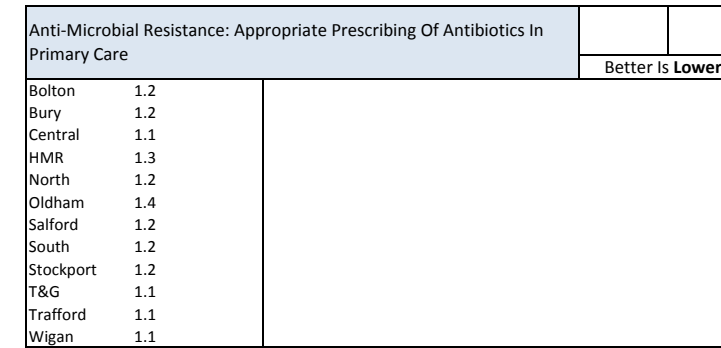 Anti-Microbial Resistance: Appropriate Prescribing Of Antibiotics In
Primary Care
Better Is Lower
Bolton 1.2
Bury 1.2
Central 1.1
HMR 1.3
North 1.2
Oldham 1.4
Salford 1.2
South 1.2
Stockport 1.2
T&G 1.1
Trafford 1.1
Wigan 1.1